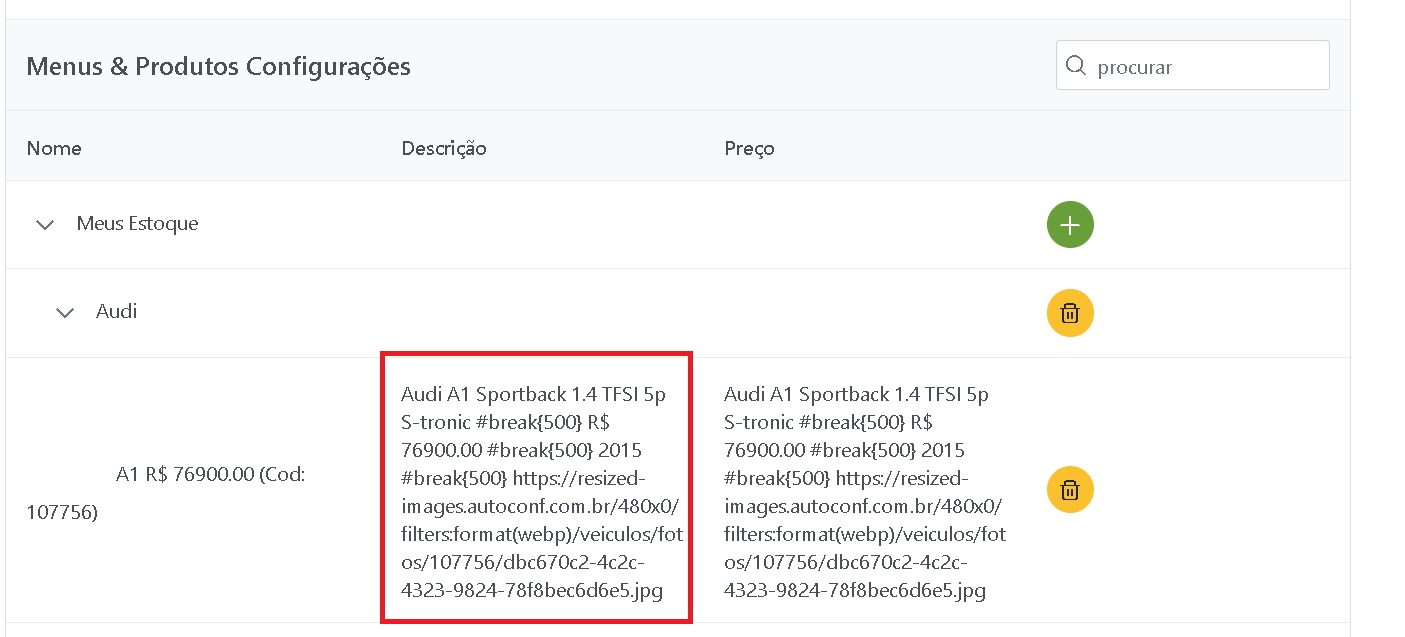 Menus & Produtos Configurações
procurar
Nome
Descrição
Preço
Meus Estoque
Audi
A1 R$ 76900.00 (Cod:
107756)
Audi A1 Sportback 1.4 TFSI 5p
S-tronic #break{500} R$
76900.00 #break{500} 2015
#break{500} https://resized-
images.autoconf.com.br/480x0/
filters:format(webp)/veiculos/fot
os/107756/dbc670c2-4c2c-
4323-9824-78f8bec6d6e5.jpg
Audi A1 Sportback 1.4 TFSI 5p
S-tronic #break{500} R$
76900.00 #break{500} 2015
#break{500} https://resized-
images.autoconf.com.br/480x0/
filters:format(webp)/veiculos/fot
os/107756/dbc670c2-4c2c-
4323-9824-78f8bec6d6e5.jpg